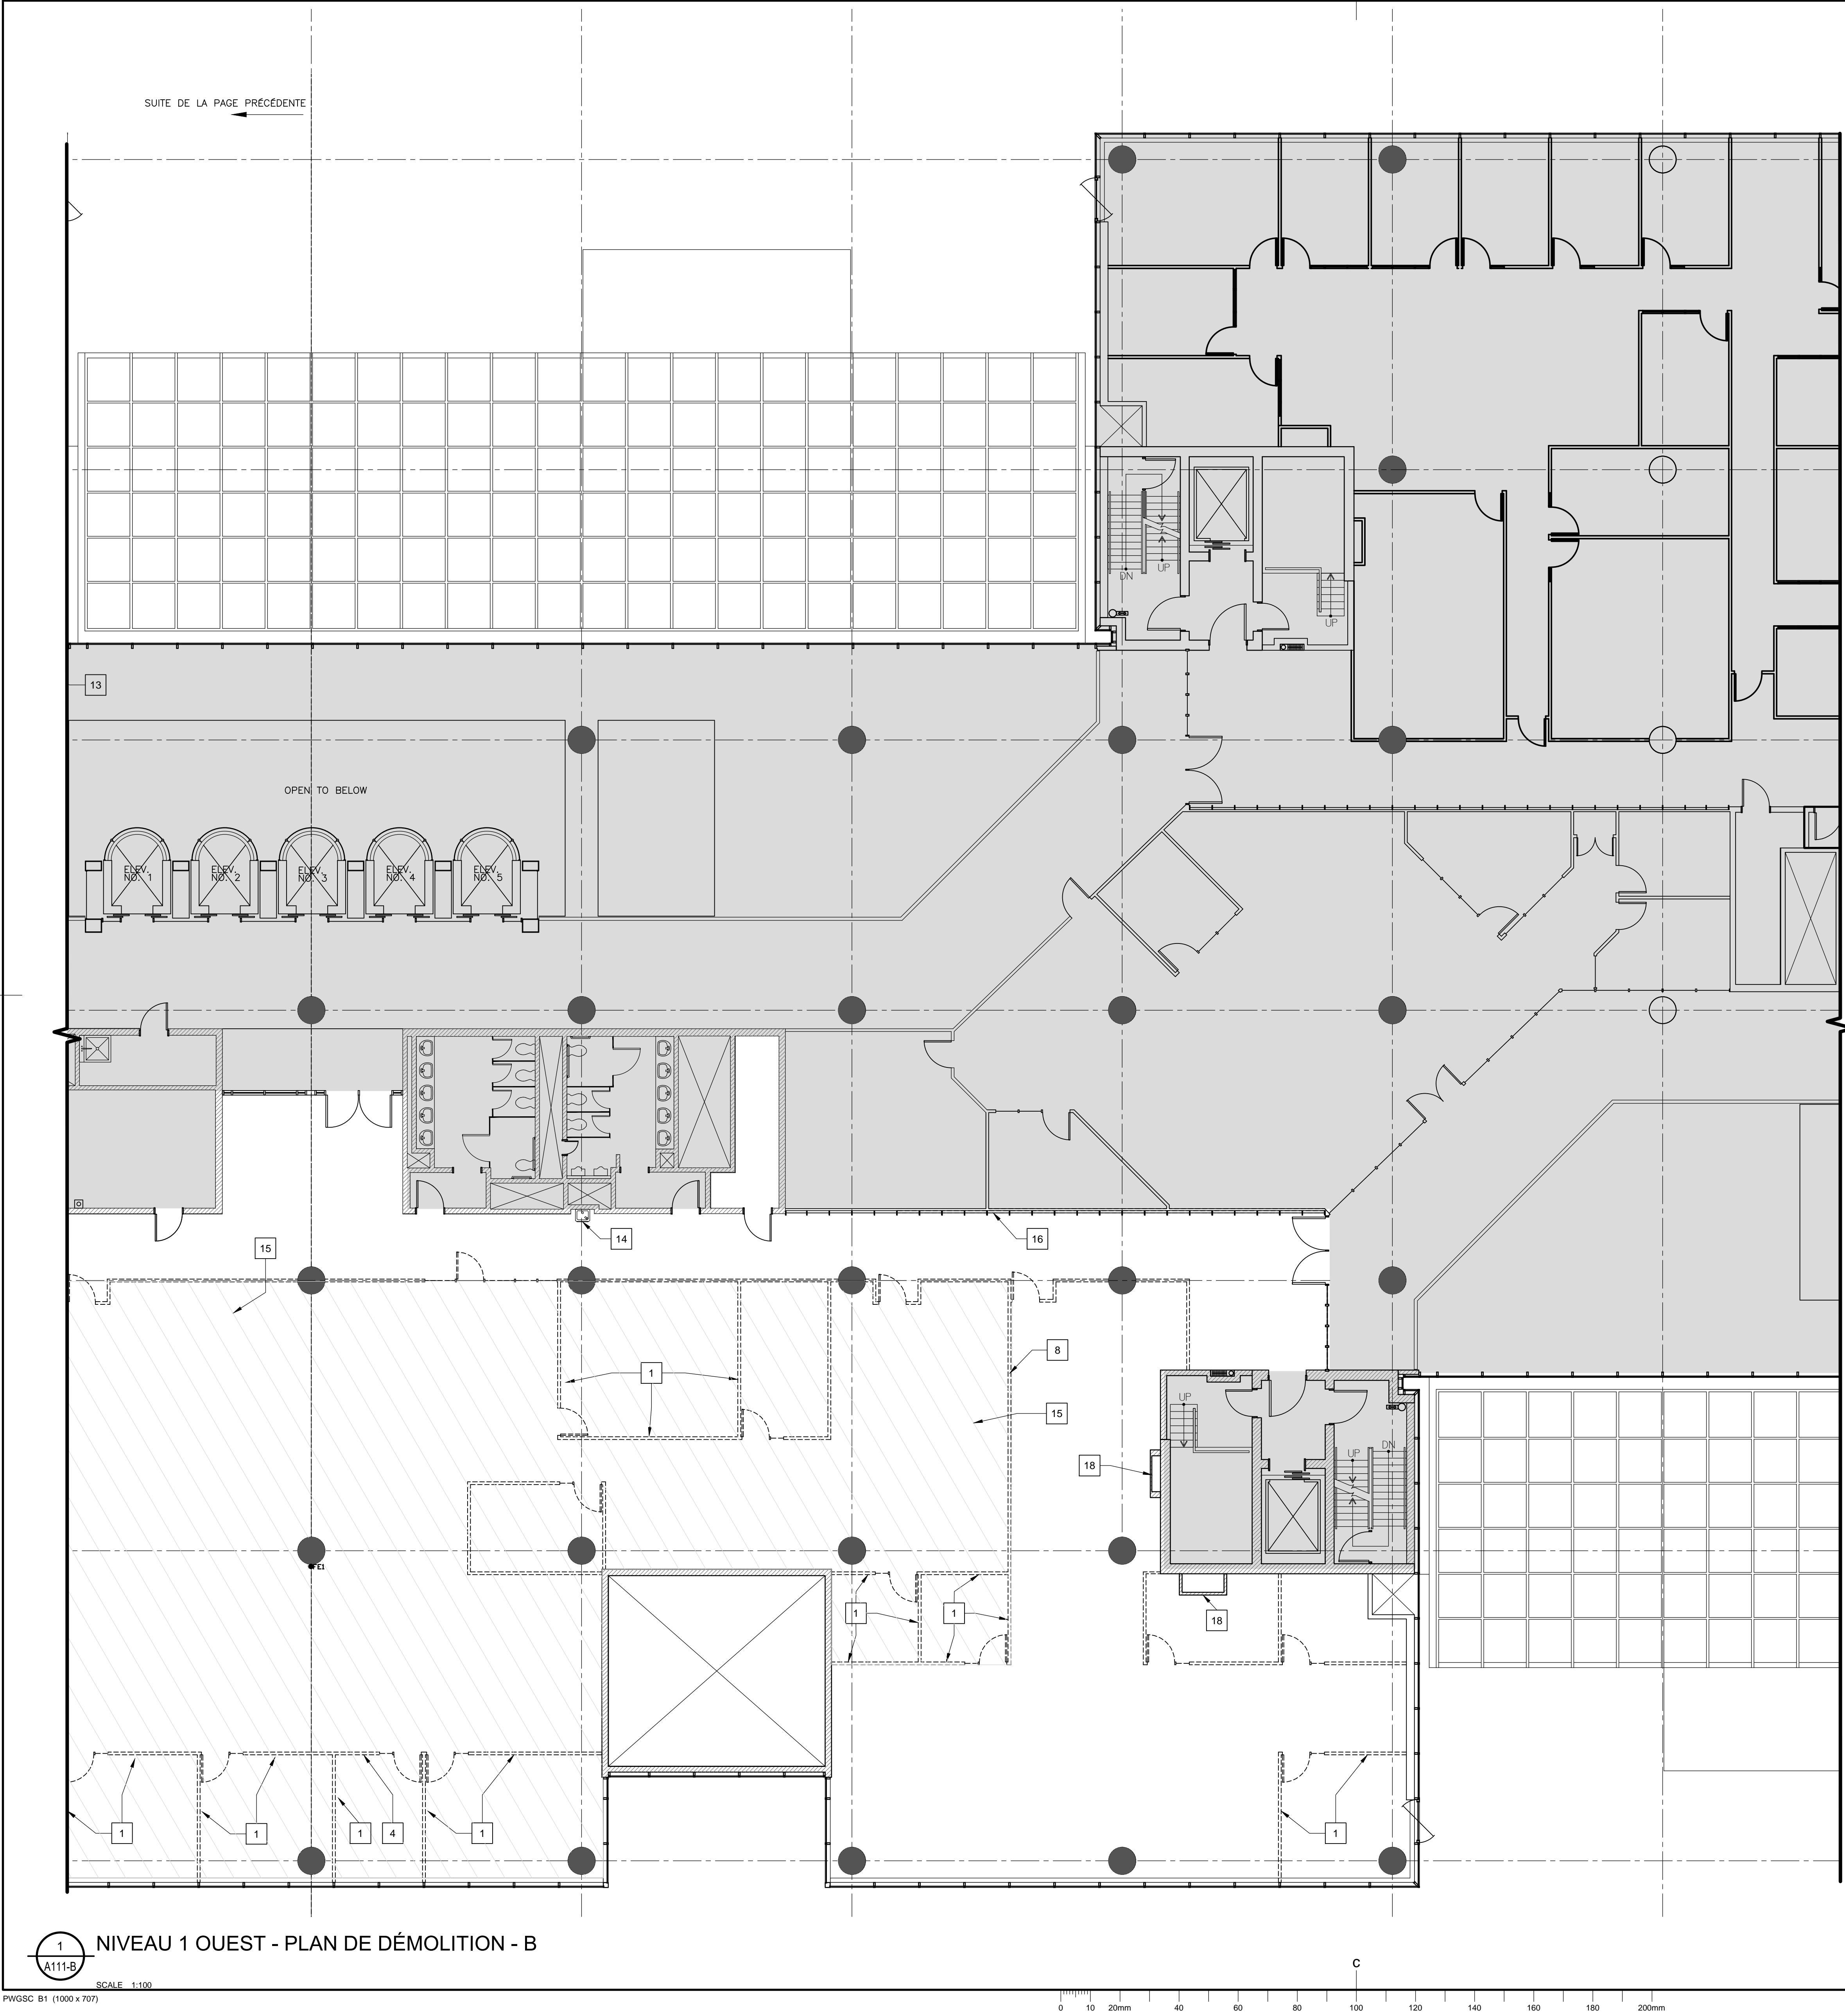 SUITE DE LA PAGE PRÉCÉDENTE
DN
UP
UP
13
OPEN TO BELOW
ELEV. NO. 1
ELEV. NO. 2
ELEV. NO. 3
ELEV. NO. 4
ELEV. NO. 5
14
16
15
8
1
15
UP
UP
DN
18
FE1
1
1
18
1
1
1
4
1
1
1
A111-B
NIVEAU 1 OUEST - PLAN DE DÉMOLITION - B
SCALE 1:100
C
PWGSC B1 (1000 x 707)
0 10 20mm 40 60 80 100 120 140 160 180 200mm